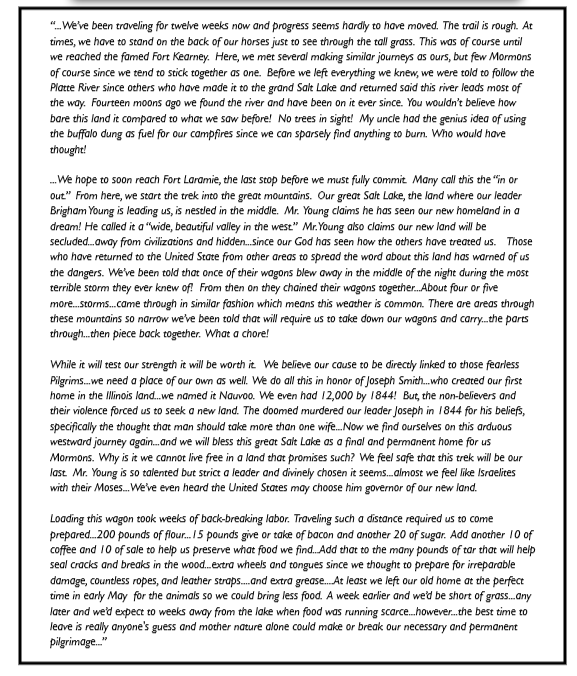 “...We've been traveling for twelve weeks now and progress seems hardly to have moved. The trail is rough. At
times, we have to stand on the back of our horses just to see through the tall grass. This was of course until
we reached the famed Fort Kearney. Here, we met several making similar journeys as ours, but few Mormons
of course since we tend to stick together as one. Before we left everything we knew, we were told to follow the
Platte River since others who have made it to the grand Salt Lake and returned said this river leads most of
the way. Fourteen moons ago we found the river and have been on it ever since. You wouldn't believe how
bare this land it compared to what we saw before! No trees in sight! My uncle had the genius idea of using
the buffalo dung as fuel for our campfires since we can sparsely find anything to burn. Who would have
thought!
...We hope to soon reach Fort Laramie, the last stop before we must fully commit. Many call this the “in or
out.” From here, we start the trek into the great mountains. Our great Salt Lake, the land where our leader
Brigham Young is leading us, is nestled in the middle. Mr. Young claims he has seen our new homeland in a
dream! He called it a “wide, beautiful valley in the west.” Mr. Young also claims our new land will be
secluded...away from civilizations and hidden...since our God has seen how the others have treated us. Those
who have returned to the United State from other areas to spread the word about this land has warned of us
the dangers. We've been told that once of their wagons blew away in the middle of the night during the most
terrible storm they ever knew of! From then on they chained their wagons together...About four or five
more...storms...came through in similar fashion which means this weather is common. There are areas through
these mountains so narrow we've been told that will require us to take down our wagons and carry...the parts
through...then piece back together. What a chore!
While it will test our strength it will be worth it. We believe our cause to be directly linked to those fearless
Pilgrims...we need a place of our own as well. We do all this in honor of Joseph Smith...who created our first
home in the Illinois land...we named it Nauvoo. We even had 12,000 by 1844! But, the non-believers and
their violence forced us to seek a new land. The doomed murdered our leader Joseph in 1844 for his beliefs,
specifically the thought that man should take more than one wife...Now we find ourselves on this arduous
westward journey again...and we will bless this great Salt Lake as a final and permanent home for us
Mormons. Why is it we cannot live free in a land that promises such? We feel safe that this trek will be our
last. Mr. Young is so talented but strict a leader and divinely chosen it seems...almost we feel like Israelites
with their Moses...We've even heard the United States may choose him governor of our new land.
Loading this wagon took weeks of back-breaking labor. Traveling such a distance required us to come
prepared...200 pounds of flour...15 pounds give or take of bacon and another 20 of sugar. Add another 10 of
coffee and 10 of sale to help us preserve what food we find...Add that to the many pounds of tar that will help
seal cracks and breaks in the wood...extra wheels and tongues since we thought to prepare for irreparable
damage, countless ropes, and leather straps....and extra grease....At least we left our old home at the perfect
time in early May for the animals so we could bring less food. A week earlier and we'd be short of grass...any
later and we'd expect to weeks away from the lake when food was running scarce...however...the best time to
leave is really anyone's guess and mother nature alone could make or break our necessary and permanent
pilgrimage...”